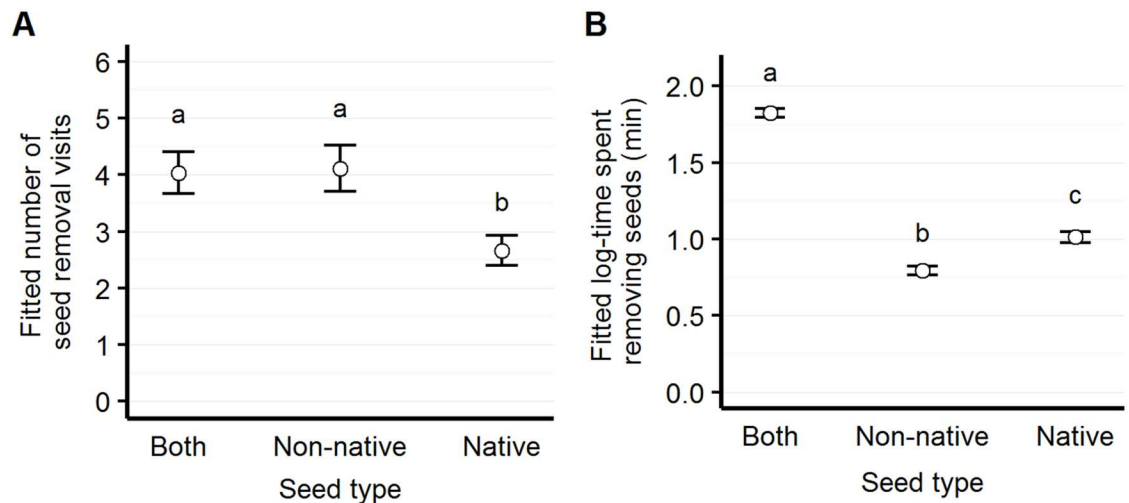 A
Fitted number of
seed removal visits
6
5
4
3
2
1
0
a
a
b
Both Non-native Native
Seed type
B
Fitted log-time spent
removing seeds (min)
2.0
1.5
1.0
0.5
0.0
a
b
c
Both Non-native Native
Seed type